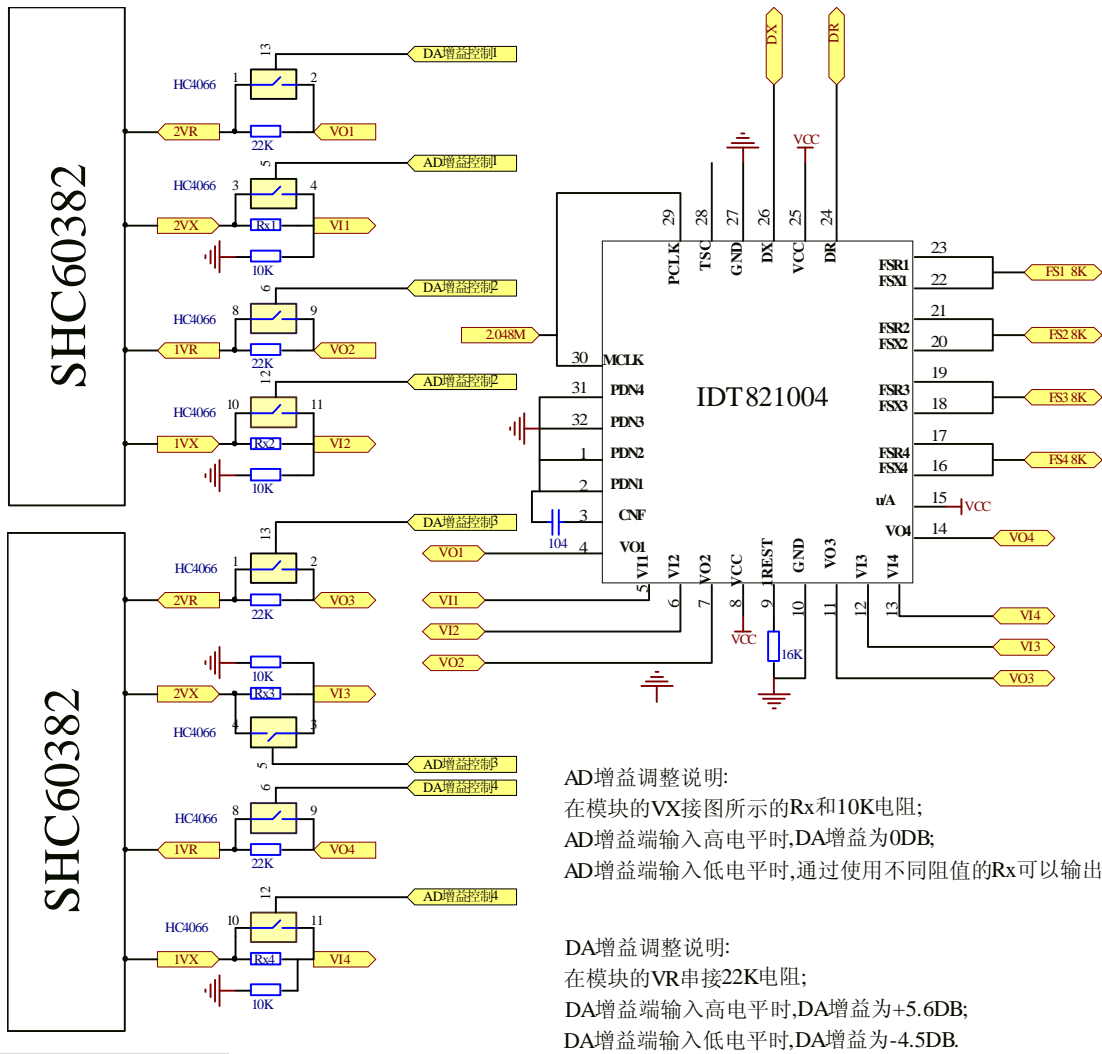 SHC60382
13
DA增益控制1
HC4066
1
2
2VR
VO1
22K
5
AD增益控制1
HC4066
3
4
2VX
Rx1
VI1
10K
6
DA增益控制2
HC4066
8
9
1VR
VO2
22K
12
AD增益控制2
HC4066
10
11
1VX
Rx2
VI2
10K
SHC60382
13
DA增益控制3
HC4066
1
2
2VR
VO3
22K
10K
2VX
Rx3
VI3
HC4066
4
3
5
AD增益控制3
6
DA增益控制4
HC4066
8
9
1VR
VO4
22K
12
AD增益控制4
HC4066
10
11
1VX
Rx4
VI4
10K
DX
DR
VCC
29
28
27
26
25
24
PCLK
TSC
GND
DX
VCC
DR
IDT821004
2.048M
30
MCLK
31
PDN4
32
PDN3
1
PDN2
2
PDN1
3
CNF
104
4
VO1
VO1
VI1
VI2
VO2
VI1
VI2
VO2
VCC
1REST
GND
VO3
VI3
VI4
5
6
7
8
9
10
11
12
13
VCC
16K
FSR1
23
FSX1
22
FS1 8K
FSR2
21
FSX2
20
FS2 8K
FSR3
19
FSX3
18
FS3 8K
FSR4
17
FSX4
16
FS4 8K
u/A
15
VCC
VO4
14
VO4
VI4
VI3
VO3
AD增益调整说明:
在模块的VX接图所示的Rx和10K电阻;
AD增益端输入高电平时,DA增益为0DB;
AD增益端输入低电平时,通过使用不同阻值的Rx可以输出
DA增益调整说明:
在模块的VR串接22K电阻;
DA增益端输入高电平时,DA增益为+5.6DB;
DA增益端输入低电平时,DA增益为-4.5DB.